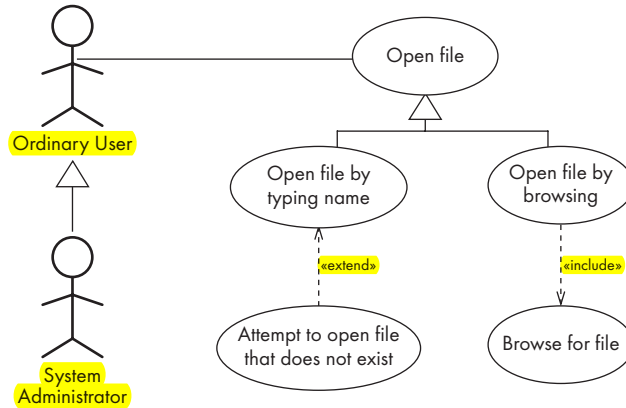 Open file
Ordinary User
Open file by
typing name
Open file by
browsing
«extend»
«include»
Attempt to open file
that does not exist
Browse for file
System
Administrator